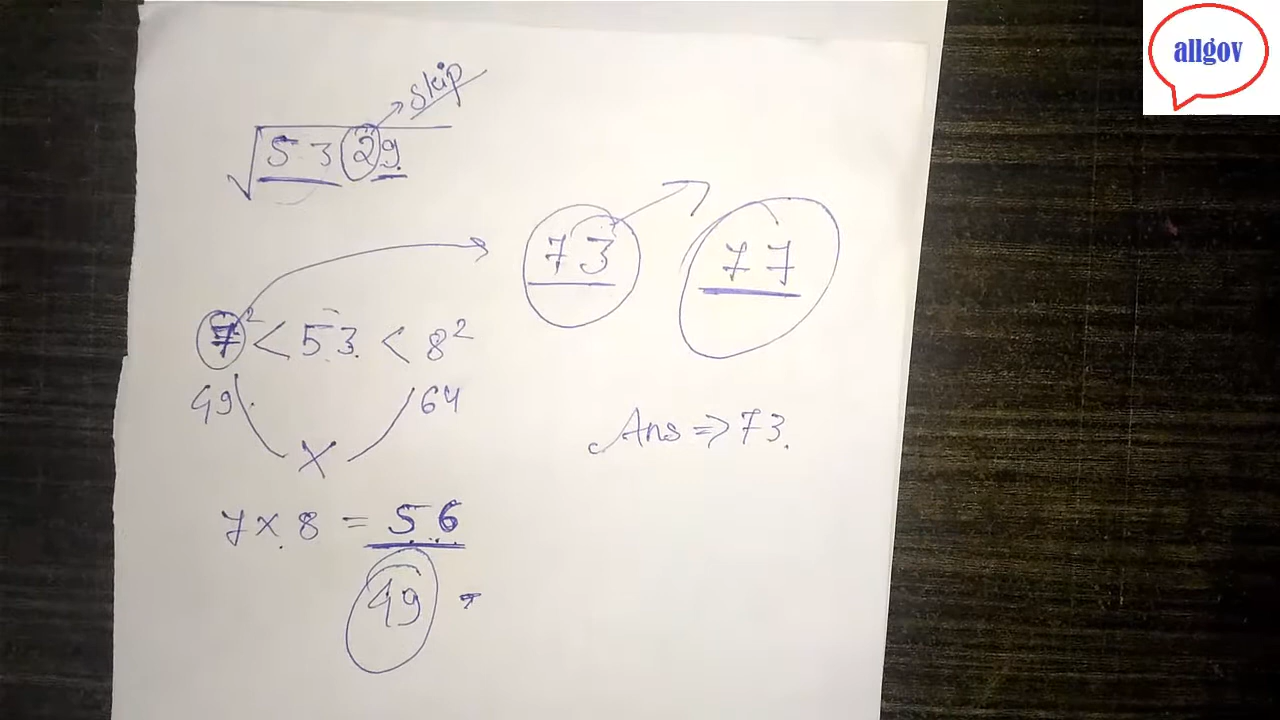 allgov
skip
√5329
73 77
7² < 53 < 8²
49 64
×
Ans ⇒ 73.
7 × 8 = 56
49